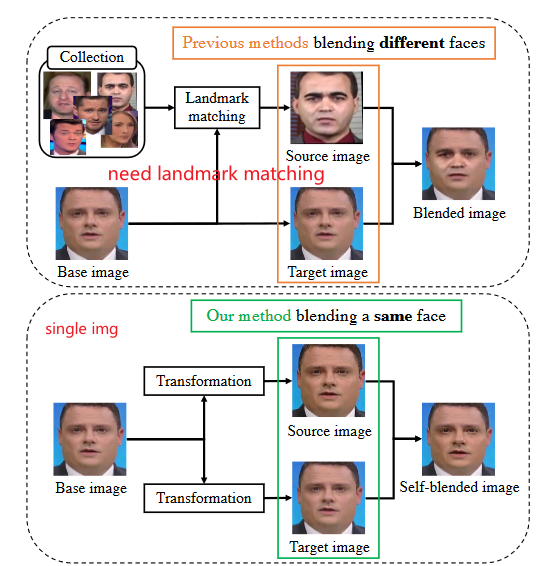 Previous methods blending different faces
Collection
Landmark
matching
Source image
need landmark matching
Blended image
Base image
Target image
Our method blending a same face
single img
Transformation
Source image
Base image
Self-blended image
Transformation
Target image